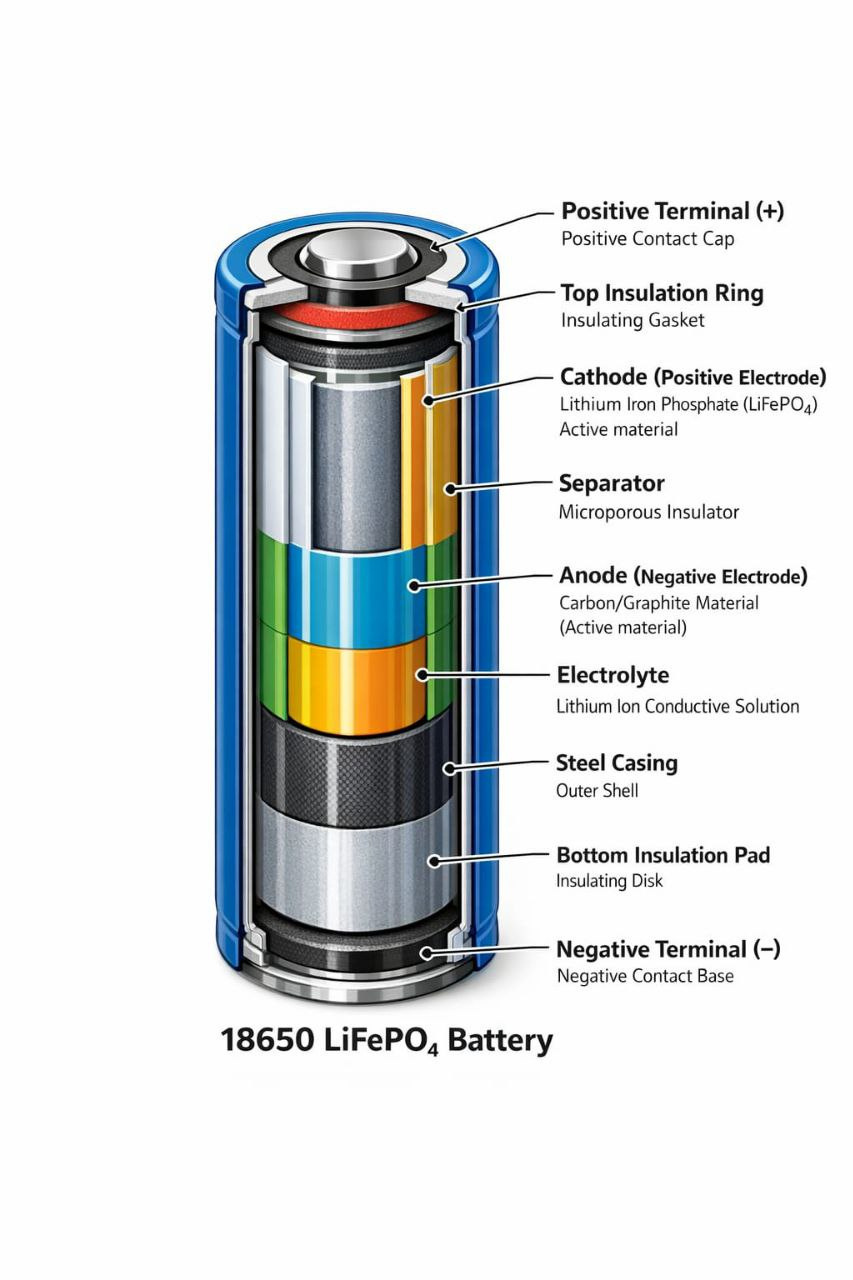 Positive Terminal (+)
Positive Contact Cap
Top Insulation Ring
Insulating Gasket
Cathode (Positive Electrode)
Lithium Iron Phosphate (LiFePO₄)
Active material
Separator
Microporous Insulator
Anode (Negative Electrode)
Carbon/Graphite Material
(Active material)
Electrolyte
Lithium Ion Conductive Solution
Steel Casing
Outer Shell
Bottom Insulation Pad
Insulating Disk
Negative Terminal (−)
Negative Contact Base
18650 LiFePO₄ Battery